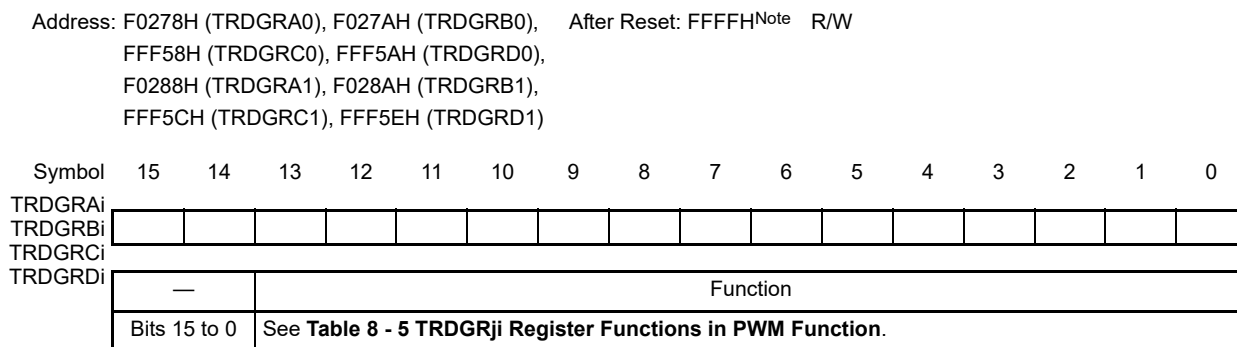 Address: F0278H (TRDGRA0), F027AH (TRDGRB0), After Reset: FFFFHNote R/W
FFF58H (TRDGRC0), FFF5AH (TRDGRD0),
F0288H (TRDGRA1), F028AH (TRDGRB1),
FFF5CH (TRDGRC1), FFF5EH (TRDGRD1)
Symbol 15 14 13 12 11 10 9 8 7 6 5 4 3 2 1 0
TRDGRAi
TRDGRBi
TRDGRCi
TRDGRDi
— Function
Bits 15 to 0 See Table 8 - 5 TRDGRji Register Functions in PWM Function.